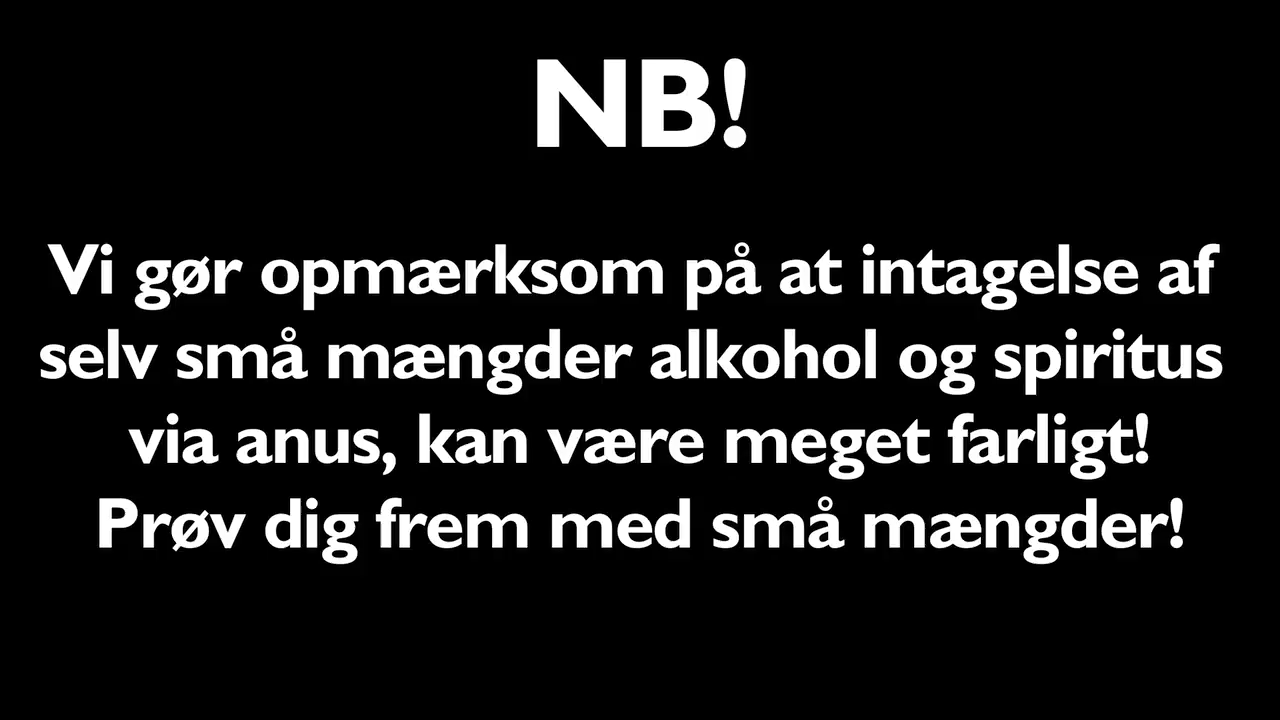 NB!
Vi gør opmærksom på at intagelse af
selv små mængder alkohol og spiritus
via anus, kan være meget farligt!
Prøv dig frem med små mængder!